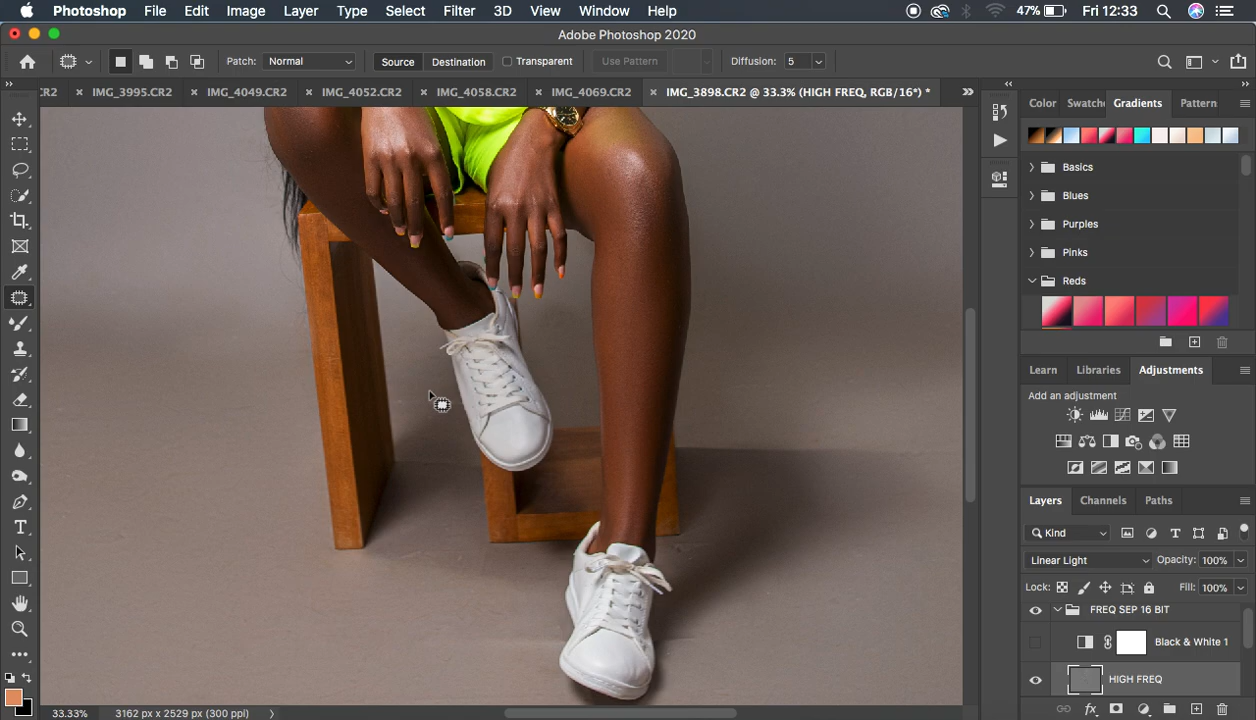 Photoshop File Edit Image Layer Type Select Filter 3D View Window Help 47% Fri 12:33
Adobe Photoshop 2020
Patch: Normal Source Destination Transparent Use Pattern Diffusion: 5
CR2 × IMG_3995.CR2 × IMG_4049.CR2 × IMG_4052.CR2 × IMG_4058.CR2 × IMG_4069.CR2 × IMG_3898.CR2 @ 33.3% (HIGH FREQ, RGB/16*) *
Color Swatche Gradients Pattern
Basics
Blues
Purples
Pinks
Reds
Learn Libraries Adjustments
Add an adjustment
Layers Channels Paths
Kind
Linear Light Opacity: 100%
Lock: Fill: 100%
FREQ SEP 16 BIT
Black & White 1
HIGH FREQ
33.33% 3162 px x 2529 px (300 ppi)